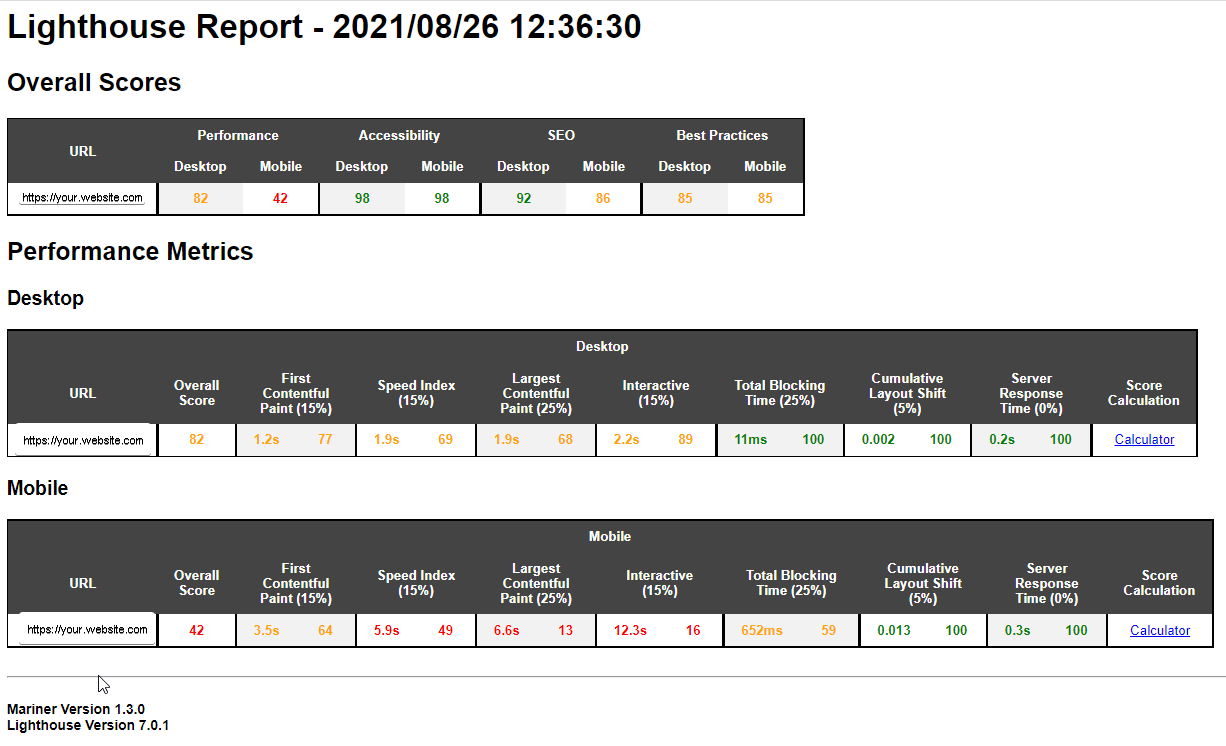 Lighthouse Report - 2021/08/26 12:36:30
Overall Scores
URL Performance Accessibility SEO Best Practices
Desktop Mobile Desktop Mobile Desktop Mobile Desktop Mobile
https://your.website.com 82 42 98 98 92 86 85 85
Performance Metrics
Desktop
Desktop
URL Overall Score First Contentful Paint (15%) Speed Index (15%) Largest Contentful Paint (25%) Interactive (15%) Total Blocking Time (25%) Cumulative Layout Shift (5%) Server Response Time (0%) Score Calculation
https://your.website.com 82 1.2s 77 1.9s 69 1.9s 68 2.2s 89 11ms 100 0.002 100 0.2s 100 Calculator
Mobile
Mobile
URL Overall Score First Contentful Paint (15%) Speed Index (15%) Largest Contentful Paint (25%) Interactive (15%) Total Blocking Time (25%) Cumulative Layout Shift (5%) Server Response Time (0%) Score Calculation
https://your.website.com 42 3.5s 64 5.9s 49 6.6s 13 12.3s 16 652ms 59 0.013 100 0.3s 100 Calculator
Mariner Version 1.3.0
Lighthouse Version 7.0.1